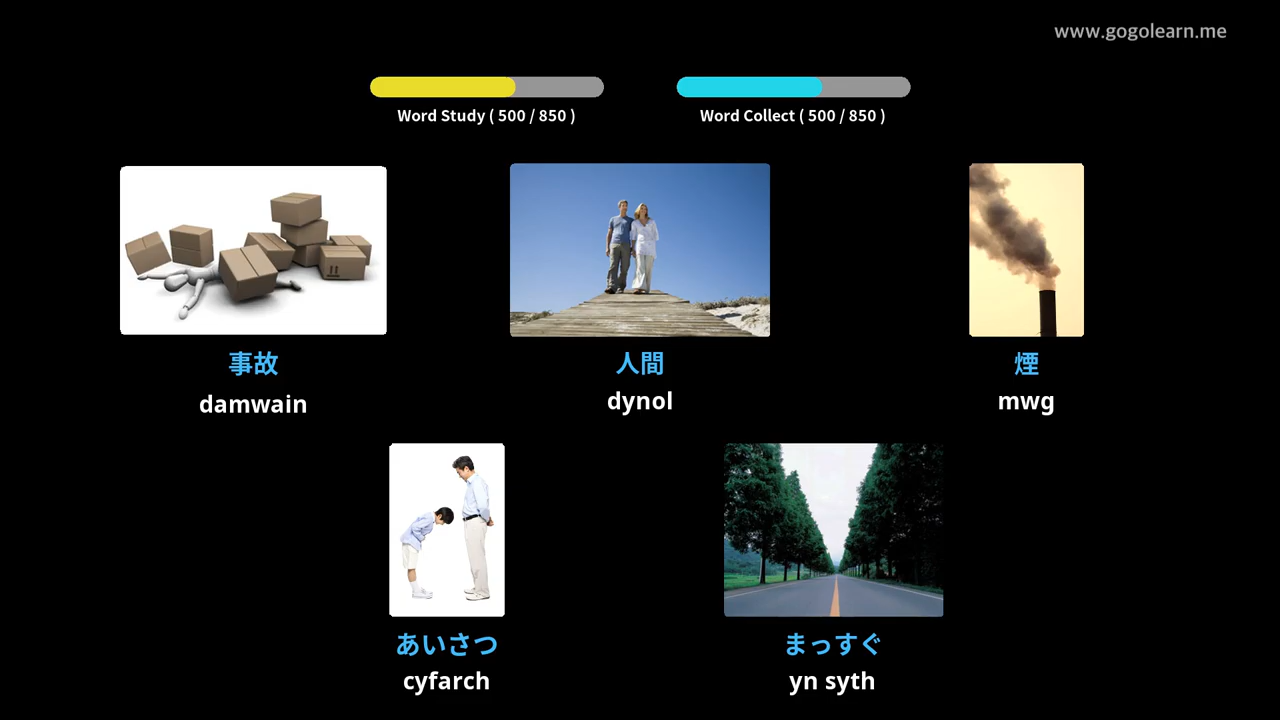 www.gogolearn.me
Word Study ( 500 / 850 )
Word Collect ( 500 / 850 )
事故
damwain
人間
dynol
煙
mwg
あいさつ
cyfarch
まっすぐ
yn syth